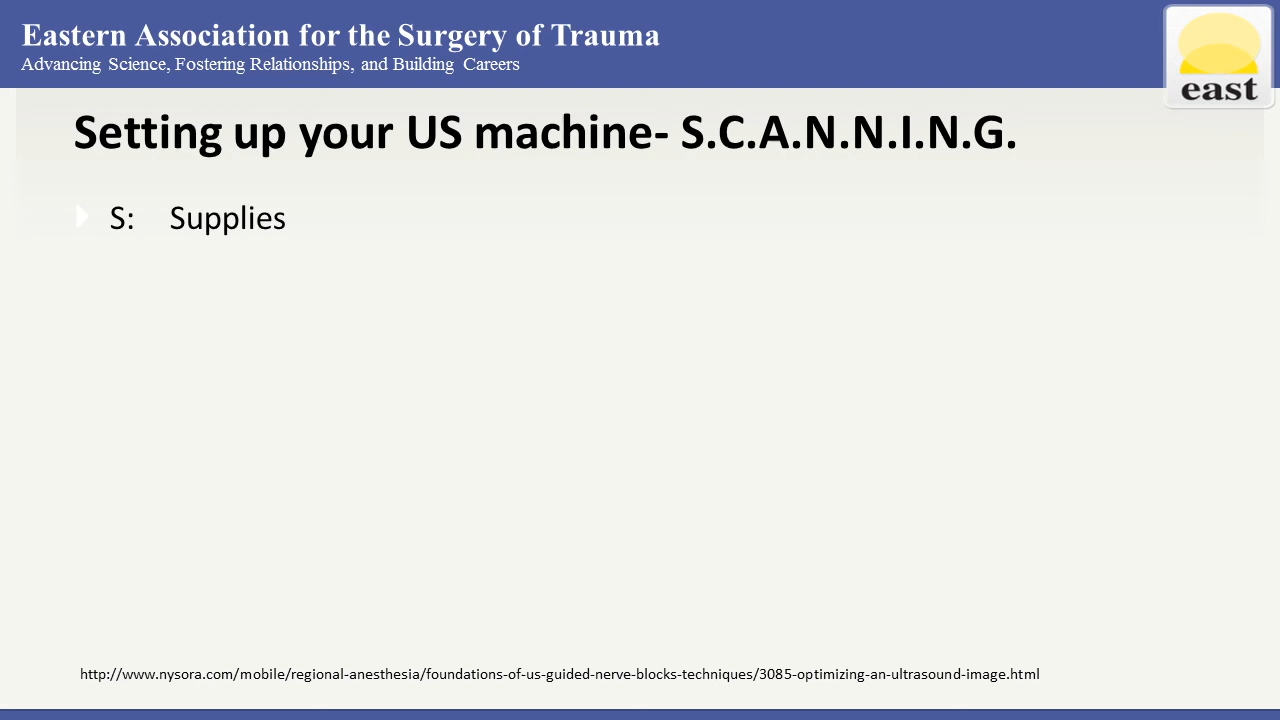 Eastern Association for the Surgery of Trauma
Advancing Science, Fostering Relationships, and Building Careers
east
Setting up your US machine- S.C.A.N.N.I.N.G.
S: Supplies
http://www.nysora.com/mobile/regional-anesthesia/foundations-of-us-guided-nerve-blocks-techniques/3085-optimizing-an-ultrasound-image.html